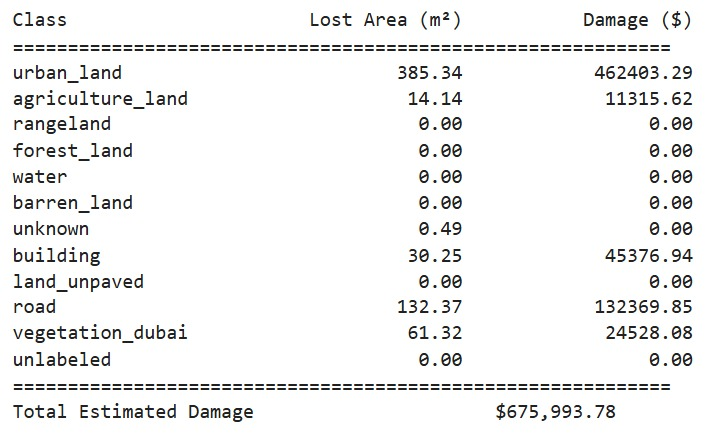 Class                      Lost Area (m²)           Damage ($)
============================================================
urban_land                         385.34            462403.29
agriculture_land                    14.14             11315.62
rangeland                            0.00                 0.00
forest_land                          0.00                 0.00
water                                0.00                 0.00
barren_land                          0.00                 0.00
unknown                              0.49                 0.00
building                            30.25             45376.94
land_unpaved                         0.00                 0.00
road                               132.37            132369.85
vegetation_dubai                    61.32             24528.08
unlabeled                            0.00                 0.00
============================================================
Total Estimated Damage                      $675,993.78